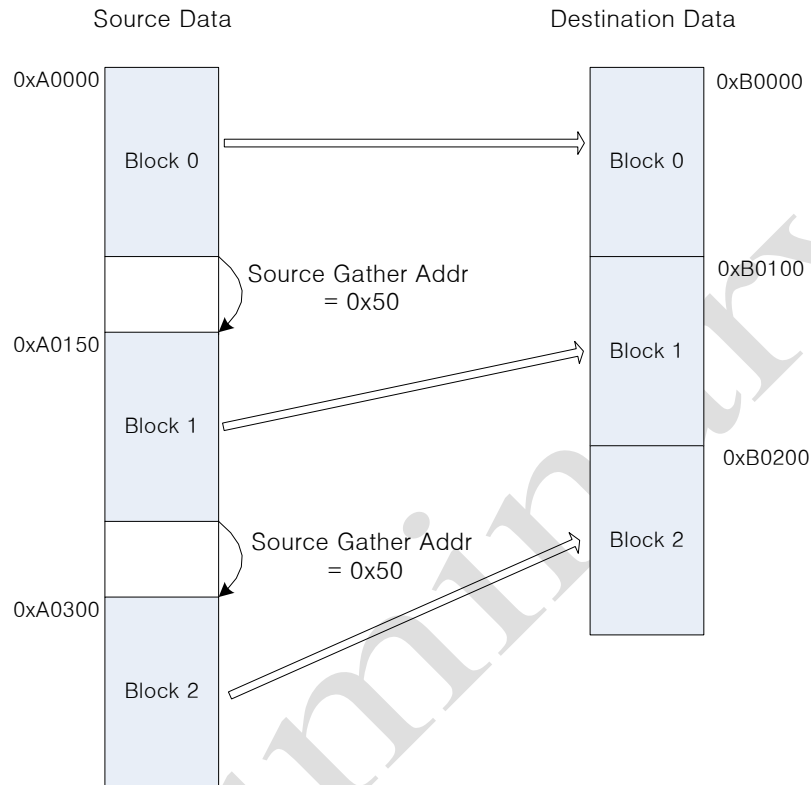 Source Data
Destination Data
0xA0000
0xB0000
Block 0
Block 0
Source Gather Addr
= 0x50
0xB0100
0xA0150
Block 1
Block 1
0xB0200
Source Gather Addr
= 0x50
Block 2
0xA0300
Block 2